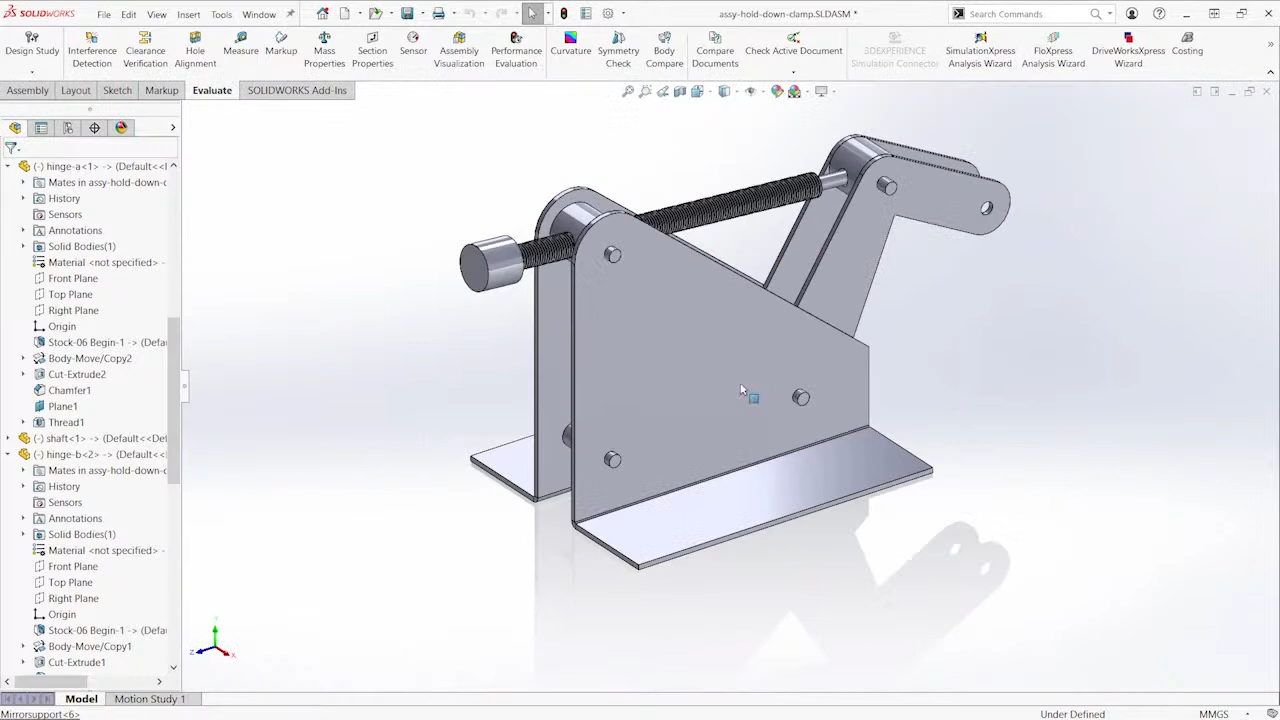 SOLIDWORKS File Edit View Insert Tools Window assy-hold-down-clamp.SLDASM * Search Commands
Design Study Interference Detection Clearance Verification Hole Alignment Measure Markup Mass Properties Section Properties Sensor Assembly Visualization Performance Evaluation Curvature Symmetry Check Body Compare Compare Documents Check Active Document 3DEXPERIENCE Simulation Connector SimulationXpress Analysis Wizard FloXpress Analysis Wizard DriveWorksXpress Wizard Costing
Assembly Layout Sketch Markup Evaluate SOLIDWORKS Add-Ins
(-) hinge-a<1> -> (Default<<I
Mates in assy-hold-down-c
History
Sensors
Annotations
Solid Bodies(1)
Material <not specified> -
Front Plane
Top Plane
Right Plane
Origin
Stock-06 Begin-1 -> (Defau
Body-Move/Copy2
Cut-Extrude2
Chamfer1
Plane1
Thread1
(-) shaft<1> -> (Default<<Def
(-) hinge-b<2> -> (Default<<I
Mates in assy-hold-down-c
History
Sensors
Annotations
Solid Bodies(1)
Material <not specified> -
Front Plane
Top Plane
Right Plane
Origin
Stock-06 Begin-1 -> (Defau
Body-Move/Copy1
Cut-Extrude1
Y
Z X
Model Motion Study 1
Mirrorsupport<6> Under Defined MMGS